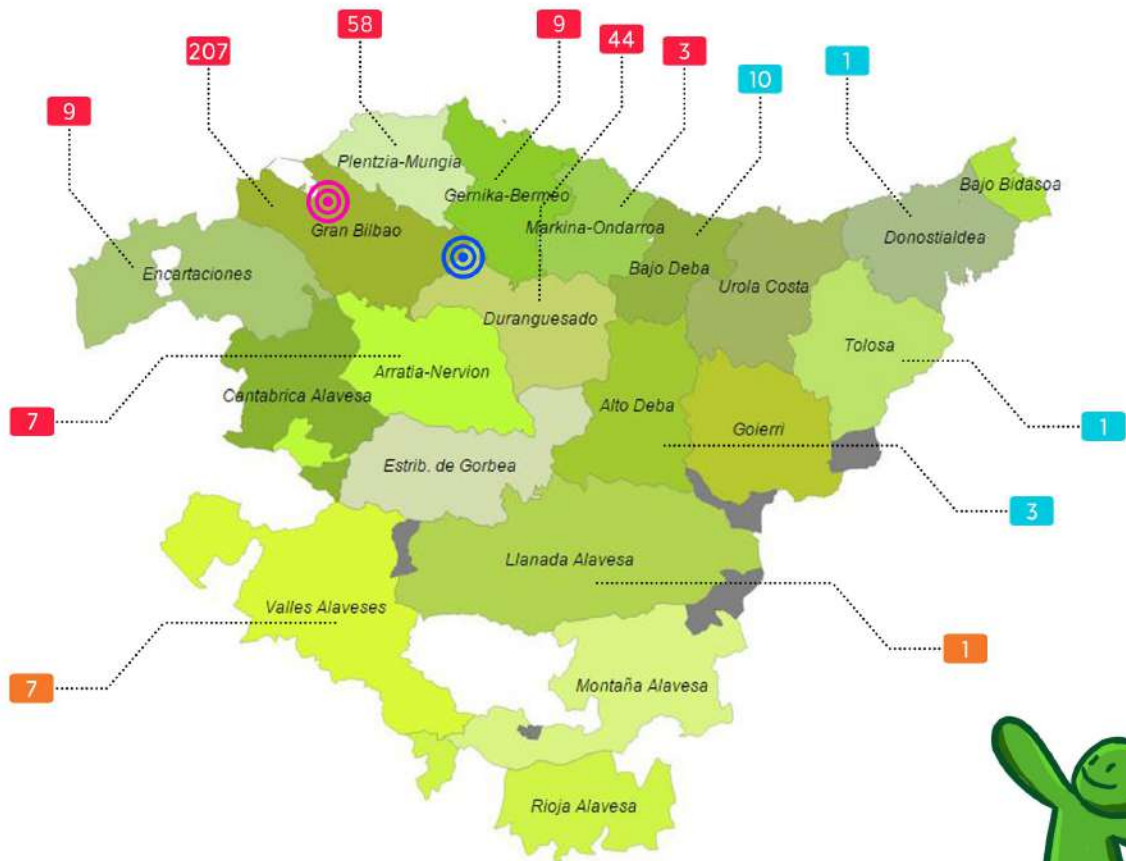 58
9
44
3
207
10
1
9
Plentzia-Mungia
Bajo Bidasoa
Gernika-Bermeo
Markina-Ondarroa
Gran Bilbao
Donostialdea
Encartaciones
Bajo Deba
Urola Costa
Duranguesado
Tolosa
Arratia-Nervion
Cantabrica Alavesa
Alto Deba
7
1
Goierri
Estrib. de Gorbea
3
Llanada Alavesa
Valles Alaveses
1
7
Montaña Alavesa
Rioja Alavesa